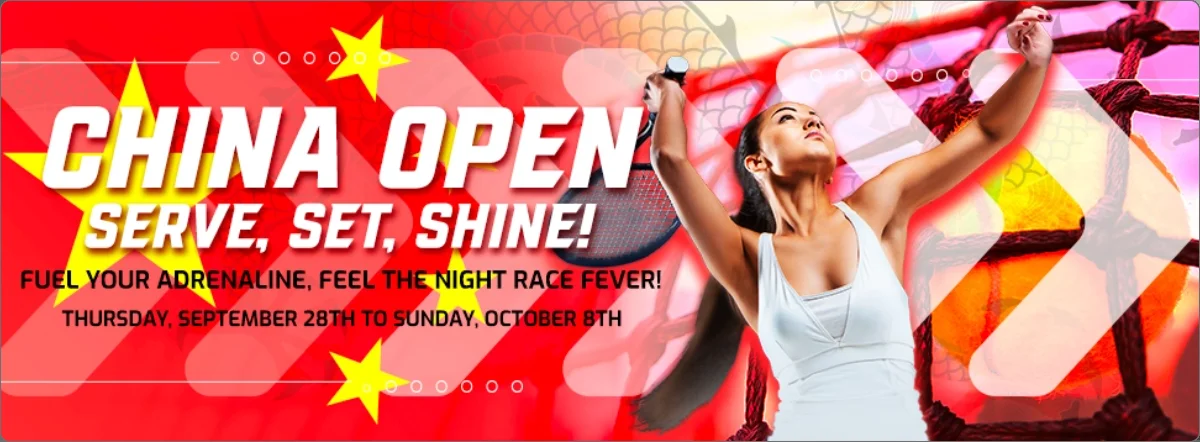 CHINA OPEN
SERVE, SET, SHINE!
FUEL YOUR ADRENALINE, FEEL THE NIGHT RACE FEVER!
THURSDAY, SEPTEMBER 28TH TO SUNDAY, OCTOBER 8TH